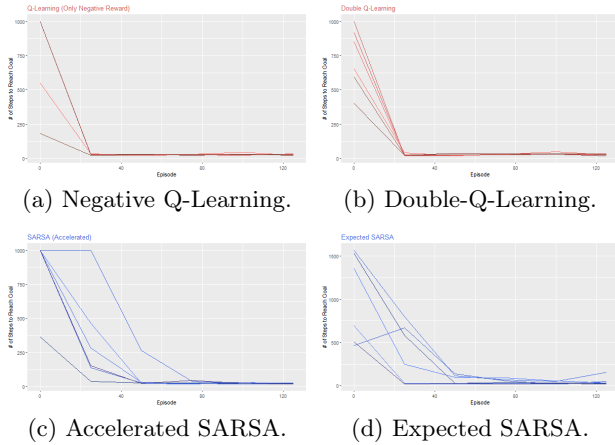 Q-Learning (Only Negative Reward)
# of Steps to Reach Goal
1000
750
500
250
0
0 40 80 120
Episode
(a) Negative Q-Learning.
Double Q-Learning
# of Steps to Reach Goal
1000
750
500
250
0
0 40 80 120
Episode
(b) Double-Q-Learning.
SARSA (Accelerated)
# of Steps to Reach Goal
1000
750
500
250
0
0 40 80 120
Episode
(c) Accelerated SARSA.
Expected SARSA
# of Steps to Reach Goal
1500
1000
500
0
0 40 80 120
Episode
(d) Expected SARSA.